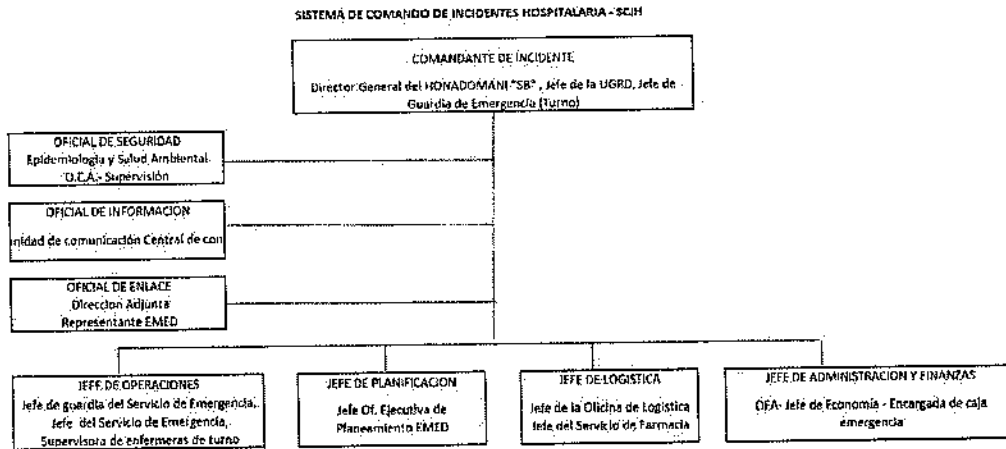 SISTEMA DE COMANDO DE INCIDENTES HOSPITALARIA - SCIH
COMANDANTE DE INCIDENTE
Director General del HONADOMANI "SB" , Jefe de la UGRD, Jefe de
Guardia de Emergencia (Turno)
OFICIAL DE SEGURIDAD
Epidemiologia y Salud Ambiental
O.C.A.- Supervisión
OFICIAL DE INFORMACION
nidad de comunicación Central de con
OFICIAL DE ENLACE
Direccion Adjunta
Representante EMED
JEFE DE OPERACIONES
Jefe de guardia del Servicio de Emergencia,
Jefe del Servicio de Emergencia,
Supervisora de enfermeras de turno
JEFE DE PLANIFICACION
Jefe Of. Ejecutiva de
Planeamiento EMED
JEFE DE LOGISTICA
Jefe de la Oficina de Logistica
Jefe del Servicio de Farmacia
JEFE DE ADMINISTRACION Y FINANZAS
OEA- Jefe de Economia - Encargada de caja
emergencia